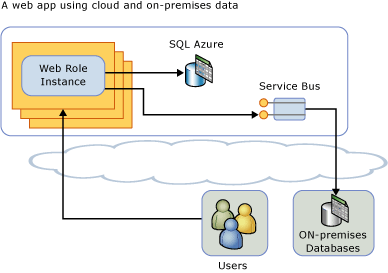 A web app using cloud and on-premises data
SQL Azure
Web Role
Instance
Service Bus
ON-premises
Databases
Users